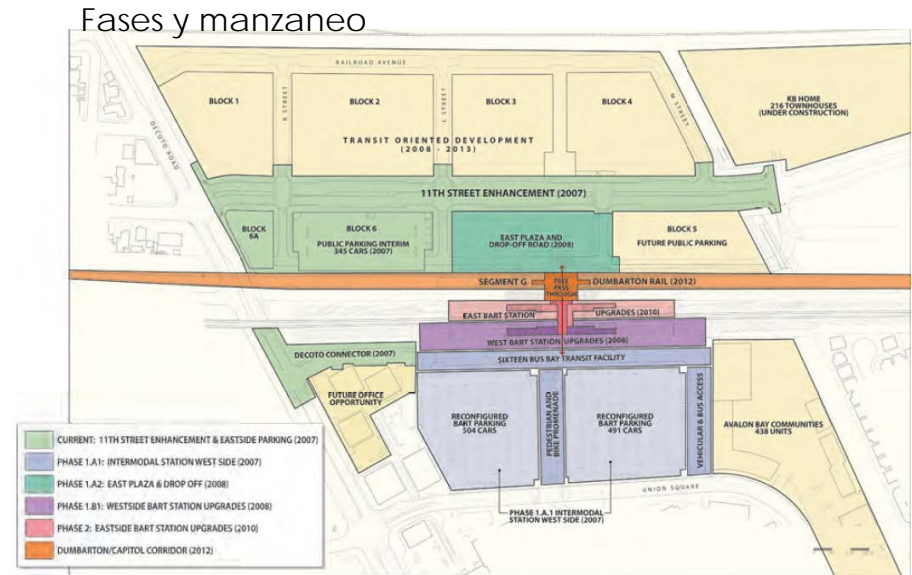 Fases y manzaneo
RAILROAD AVENUE
BLOCK 1
BLOCK 2
BLOCK 3
BLOCK 4
KB HOME
216 TOWNHOUSES
(UNDER CONSTRUCTION)
K STREET
L STREET
M STREET
DECOTO ROAD
TRANSIT ORIENTED DEVELOPMENT
(2008 - 2013)
11TH STREET ENHANCEMENT (2007)
BLOCK
6A
BLOCK 6
PUBLIC PARKING INTERIM
345 CARS (2007)
EAST PLAZA AND
DROP-OFF ROAD (2008)
BLOCK 5
FUTURE PUBLIC PARKING
SEGMENT G
FREE
PASS
THROUGH
DUMBARTON RAIL (2012)
EAST BART STATION
UPGRADES (2010)
WEST BART STATION UPGRADES (2008)
DECOTO CONNECTOR (2007)
SIXTEEN BUS BAY TRANSIT FACILITY
FUTURE OFFICE
OPPORTUNITY
RECONFIGURED
BART PARKING
504 CARS
PEDESTRIAN AND
BIKE PROMENADE
RECONFIGURED
BART PARKING
491 CARS
VEHICULAR & BUS ACCESS
AVALON BAY COMMUNITIES
438 UNITS
UNION SQUARE
PHASE 1.A.1 INTERMODAL
STATION WEST SIDE (2007)
CURRENT: 11TH STREET ENHANCEMENT & EASTSIDE PARKING (2007)
PHASE 1.A1: INTERMODAL STATION WEST SIDE (2007)
PHASE 1.A2: EAST PLAZA & DROP OFF (2008)
PHASE 1.B1: WESTSIDE BART STATION UPGRADES (2008)
PHASE 2: EASTSIDE BART STATION UPGRADES (2010)
DUMBARTON/CAPITOL CORRIDOR (2012)